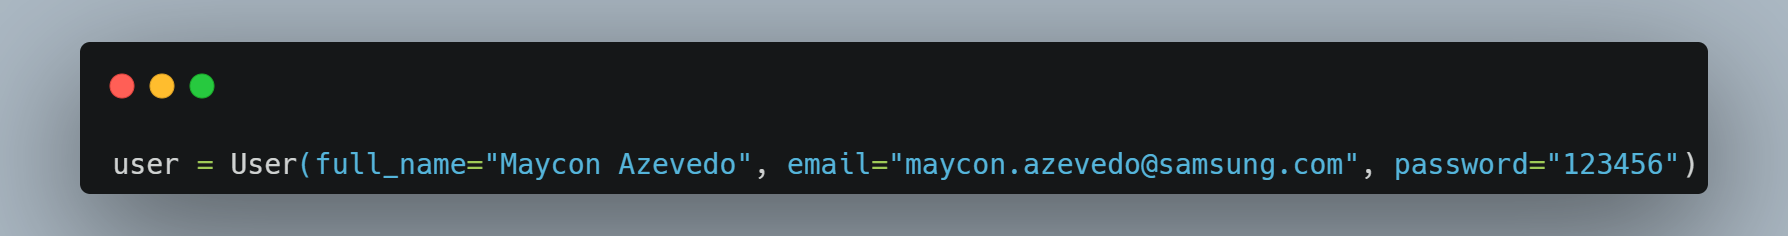 user = User(full_name="Maycon Azevedo", email="maycon.azevedo@samsung.com", password="123456")